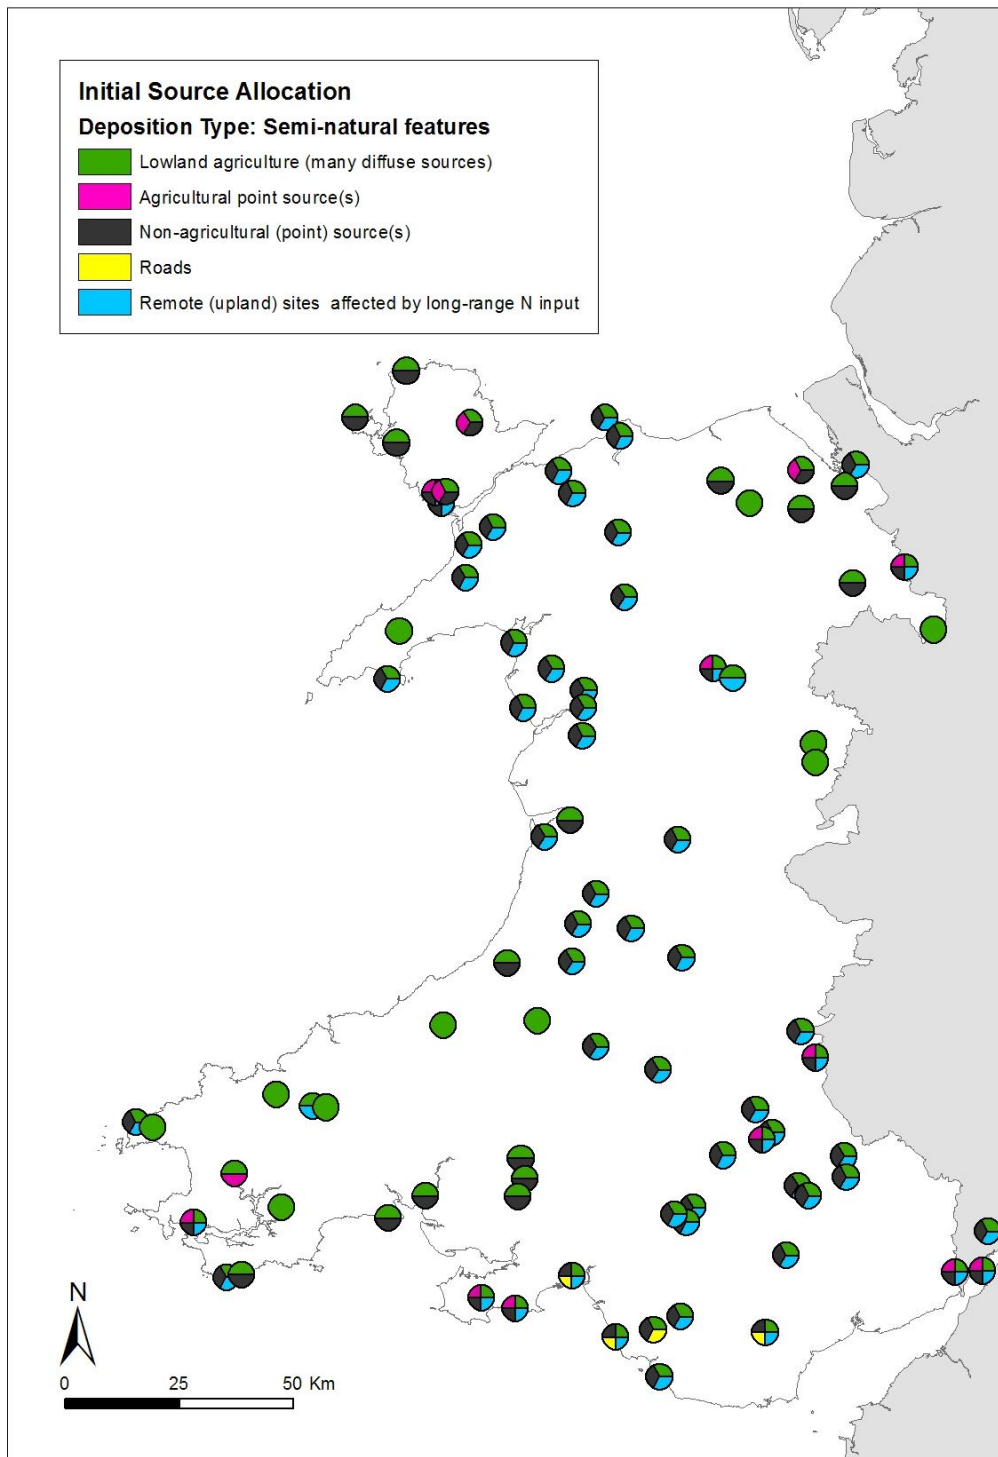 Initial Source Allocation
Deposition Type: Semi-natural features
Lowland agriculture (many diffuse sources)
Agricultural point source(s)
Non-agricultural (point) source(s)
Roads
Remote (upland) sites affected by long-range N input
N
0 25 50 Km